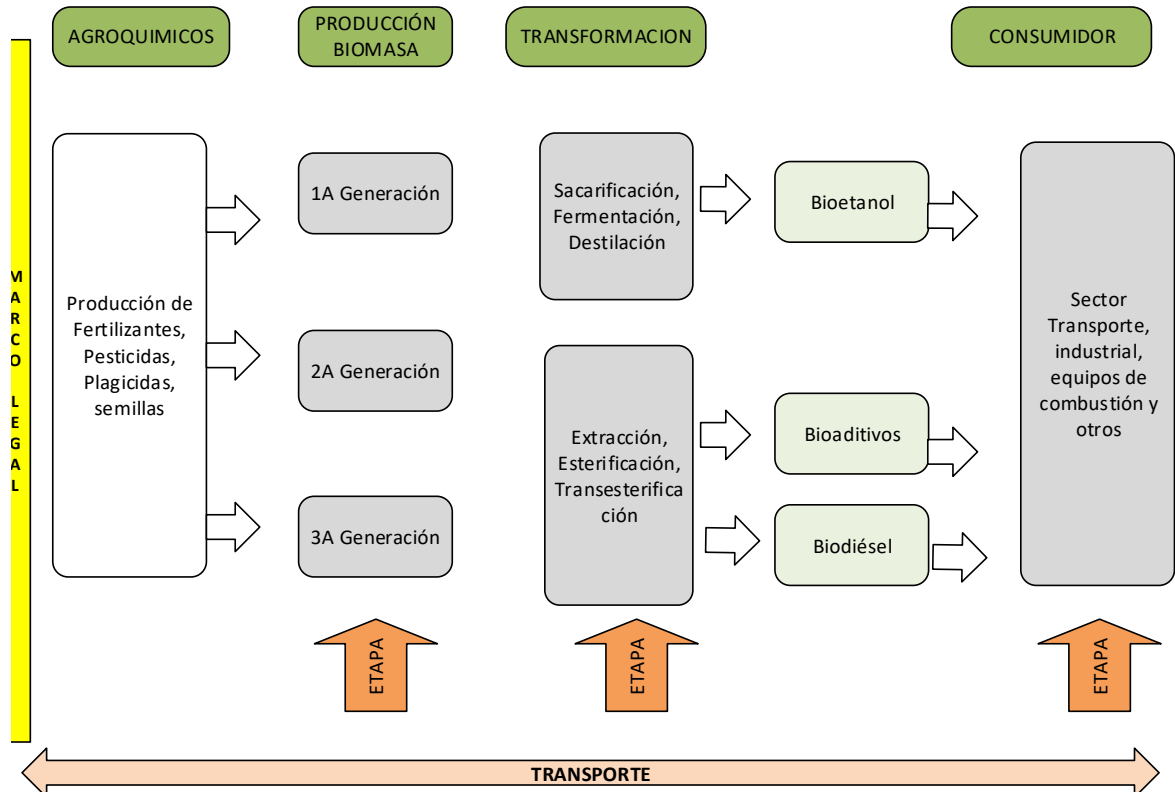 AGROQUIMICOS
PRODUCCIÓN
BIOMASA
TRANSFORMACION
CONSUMIDOR
MARCO LEGAL
Producción de
Fertilizantes,
Pesticidas,
Plagicidas,
semillas
1A Generación
2A Generación
3A Generación
Sacarificación,
Fermentación,
Destilación
Extracción,
Esterificación,
Transesterifica
ción
Bioetanol
Bioaditivos
Biodiésel
Sector
Transporte,
industrial,
equipos de
combustión y
otros
ETAPA
ETAPA
ETAPA
TRANSPORTE